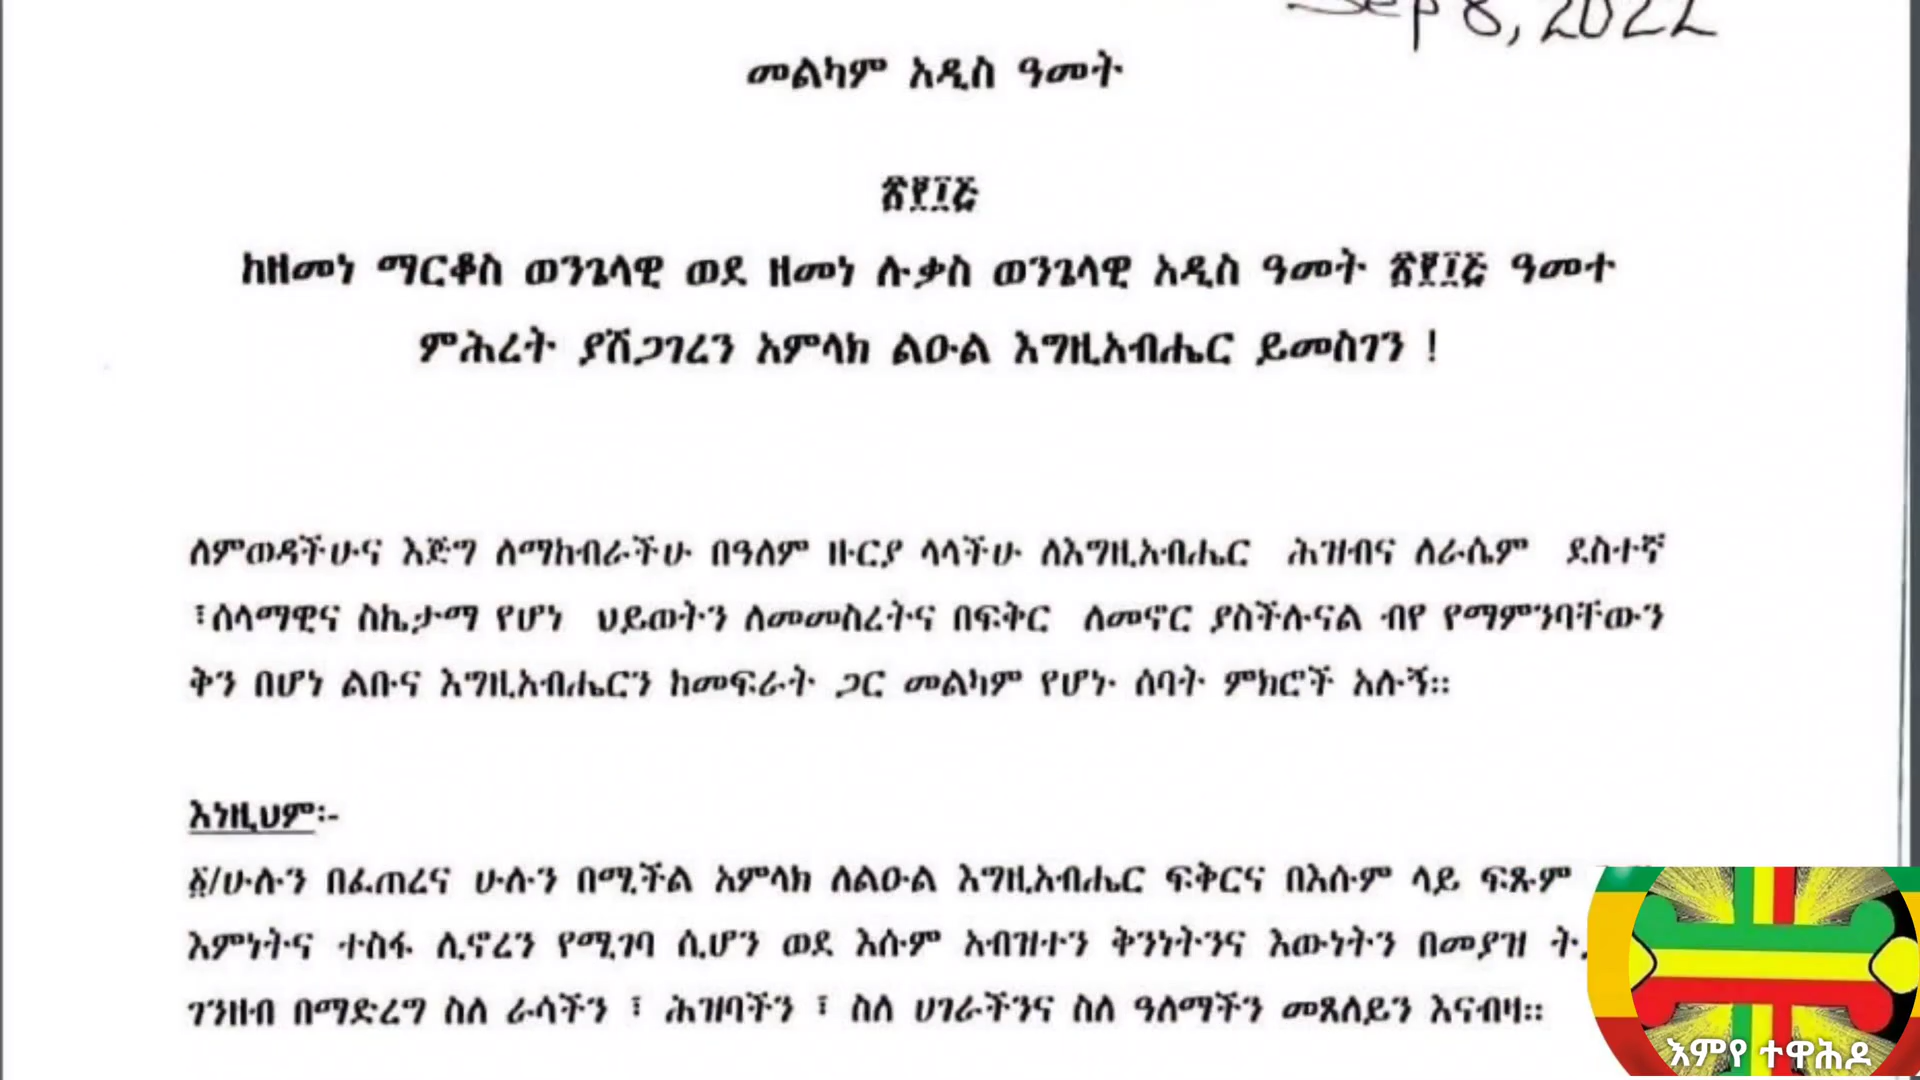 Sep 8, 2022
መልካም አዲስ ዓመት
፳፻፲፭
ከዘመነ ማርቆስ ወንጌላዊ ወደ ዘመነ ሉቃስ ወንጌላዊ አዲስ ዓመት ፳፻፲፭ ዓመተ
ምሕረት ያሸጋገረን አምላክ ልዑል እግዚአብሔር ይመስገን !
ለምወዳችሁና እጅግ ለማከብራችሁ በዓለም ዙርያ ላላችሁ ለእግዚአብሔር ሕዝብና ለራሴም ደስተኛ
፣ሰላማዊና ስኬታማ የሆነ ህይወትን ለመመስረትና በፍቅር ለመኖር ያስችሉናል ብየ የማምንባቸውን
ቅን በሆነ ልቡና እግዚአብሔርን ከመፍራት ጋር መልካም የሆኑ ሰባት ምክሮች አሉኝ።
እነዚህም፡-
፩/ሁሉን በፈጠረና ሁሉን በሚችል አምላክ ለልዑል እግዚአብሔር ፍቅርና በእሱም ላይ ፍጹም
እምነትና ተስፋ ሊኖረን የሚገባ ሲሆን ወደ እሱም አብዝተን ቅንነትንና እውነትን በመያዝ
ገንዘብ በማድረግ ስለ ራሳችን ፣ ሕዝባችን ፣ ስለ ሀገራችንና ስለ ዓለማችን መጸለይን እናብዛ።
እምየ ተዋሕዶ